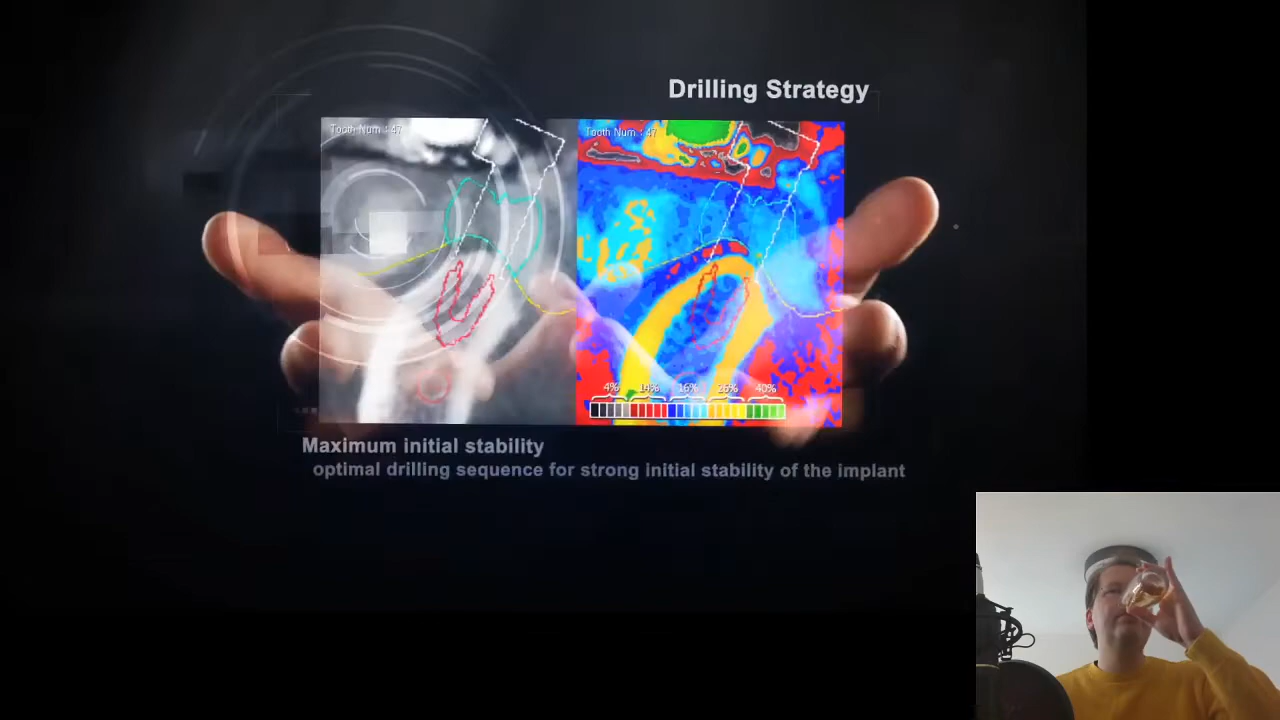 Drilling Strategy
Tooth Num. : 47
Tooth Num. : 47
4% 14% 16% 26% 40%
Maximum initial stability
optimal drilling sequence for strong initial stability of the implant